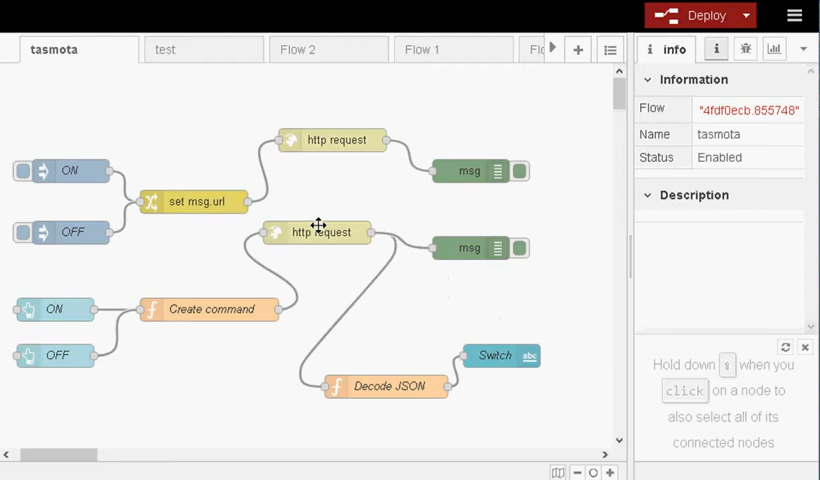 Deploy
tasmota
test
Flow 2
Flow 1
info
Information
Flow "4fdf0ecb.855748"
Name tasmota
Status Enabled
Description
http request
ON
msg
set msg.url
OFF
http request
msg
ON
Create command
OFF
Switch abc
Decode JSON
Hold down ⇧ when you
click on a node to
also select all of its
connected nodes